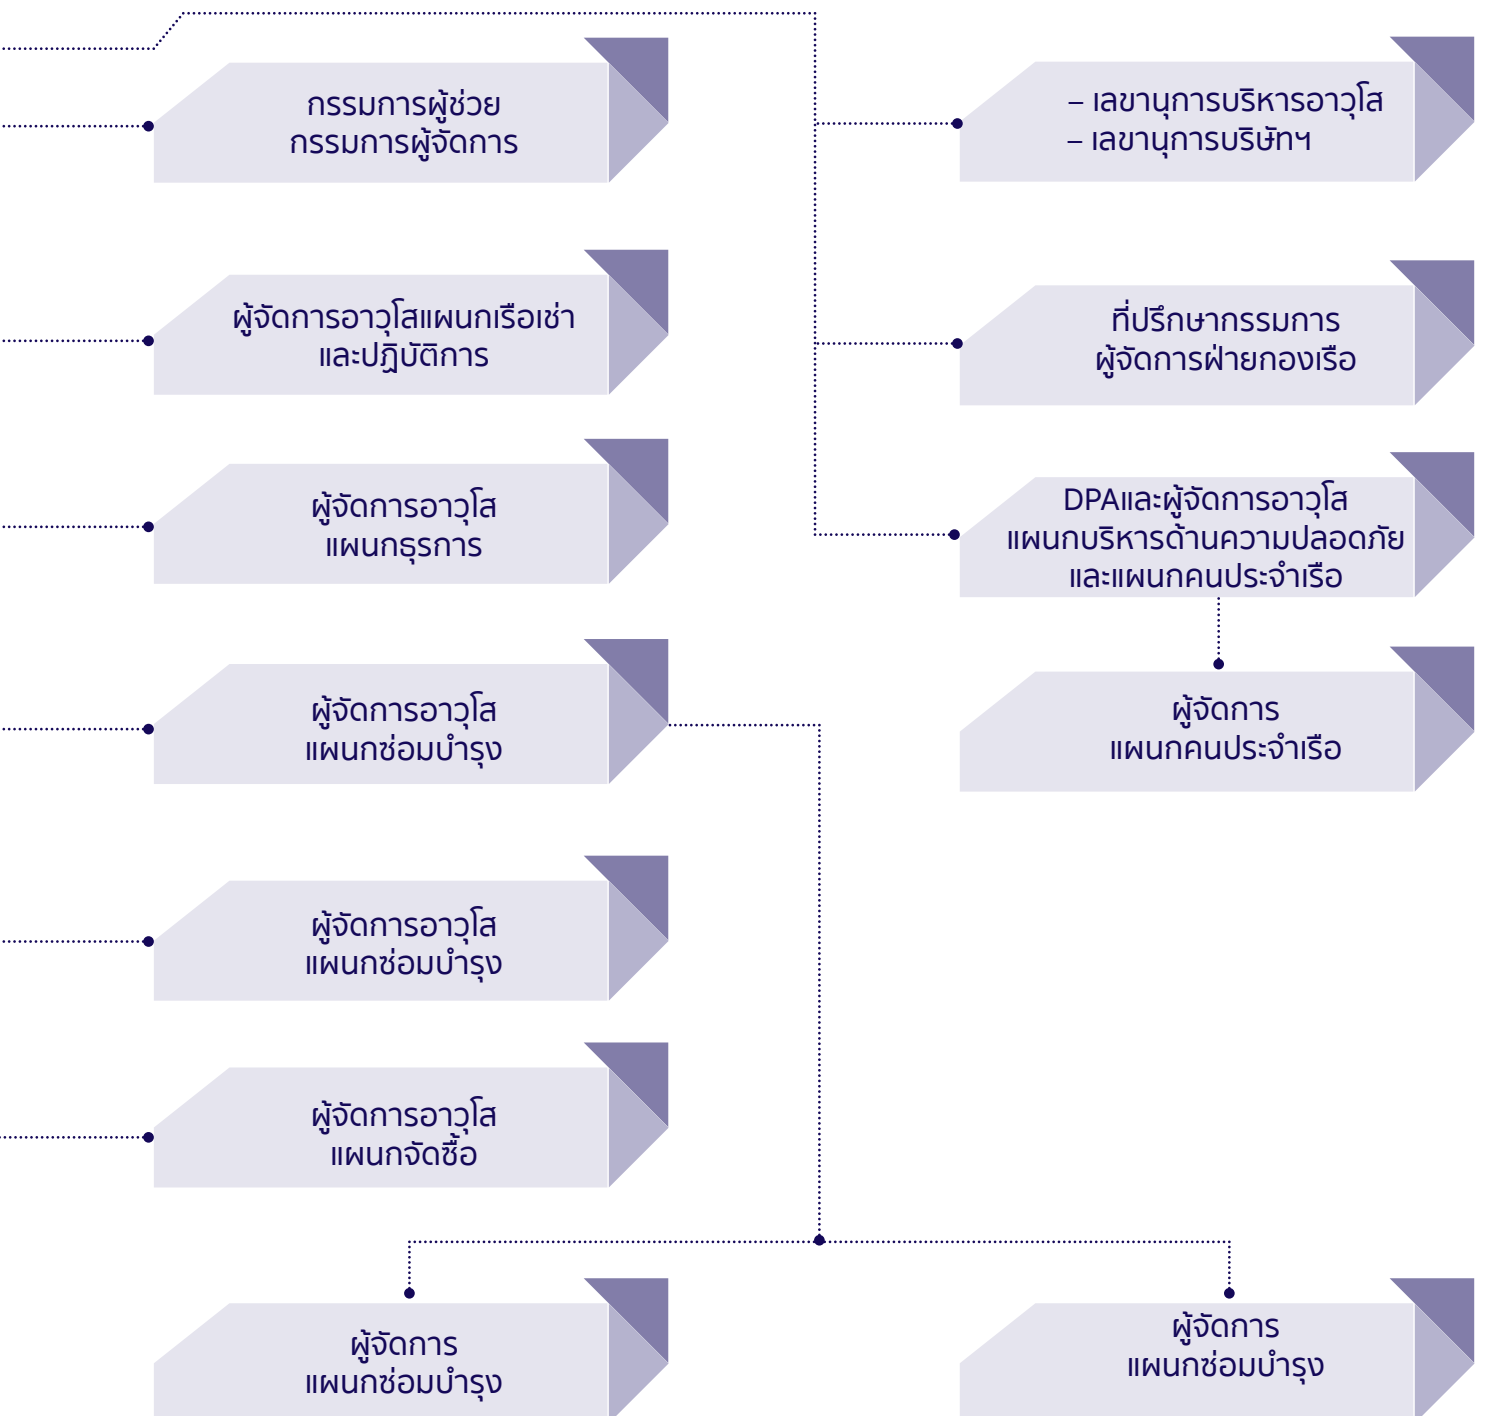 กรรมการผู้ช่วย
กรรมการผู้จัดการ
– เลขานุการบริหารอาวุโส
– เลขานุการบริษัทฯ
ผู้จัดการอาวุโสแผนกเรือเช่า
และปฏิบัติการ
ที่ปรึกษากรรมการ
ผู้จัดการฝ่ายกองเรือ
ผู้จัดการอาวุโส
แผนกธุรการ
DPAและผู้จัดการอาวุโส
แผนกบริหารด้านความปลอดภัย
และแผนกคนประจำเรือ
ผู้จัดการอาวุโส
แผนกซ่อมบำรุง
ผู้จัดการ
แผนกคนประจำเรือ
ผู้จัดการอาวุโส
แผนกซ่อมบำรุง
ผู้จัดการอาวุโส
แผนกจัดซื้อ
ผู้จัดการ
แผนกซ่อมบำรุง
ผู้จัดการ
แผนกซ่อมบำรุง